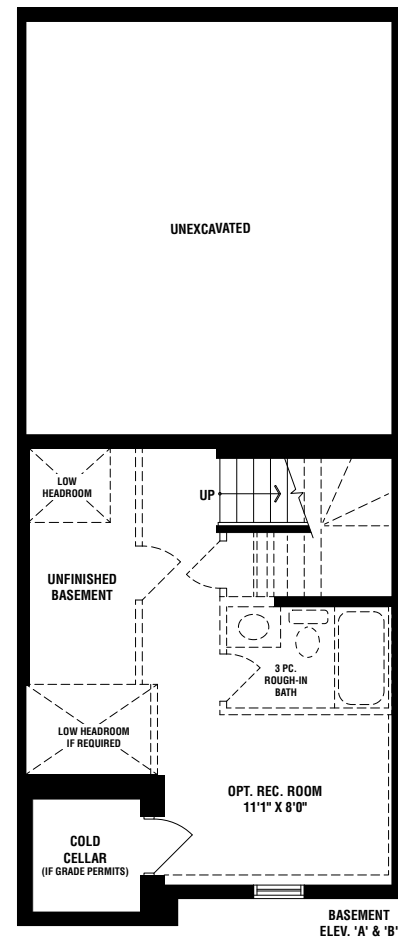 UNEXCAVATED
LOW
HEADROOM
UP
UNFINISHED
BASEMENT
3 PC.
ROUGH-IN
BATH
LOW HEADROOM
IF REQUIRED
OPT. REC. ROOM
11'1" X 8'0"
COLD
CELLAR
(IF GRADE PERMITS)
BASEMENT
ELEV. 'A' & 'B'